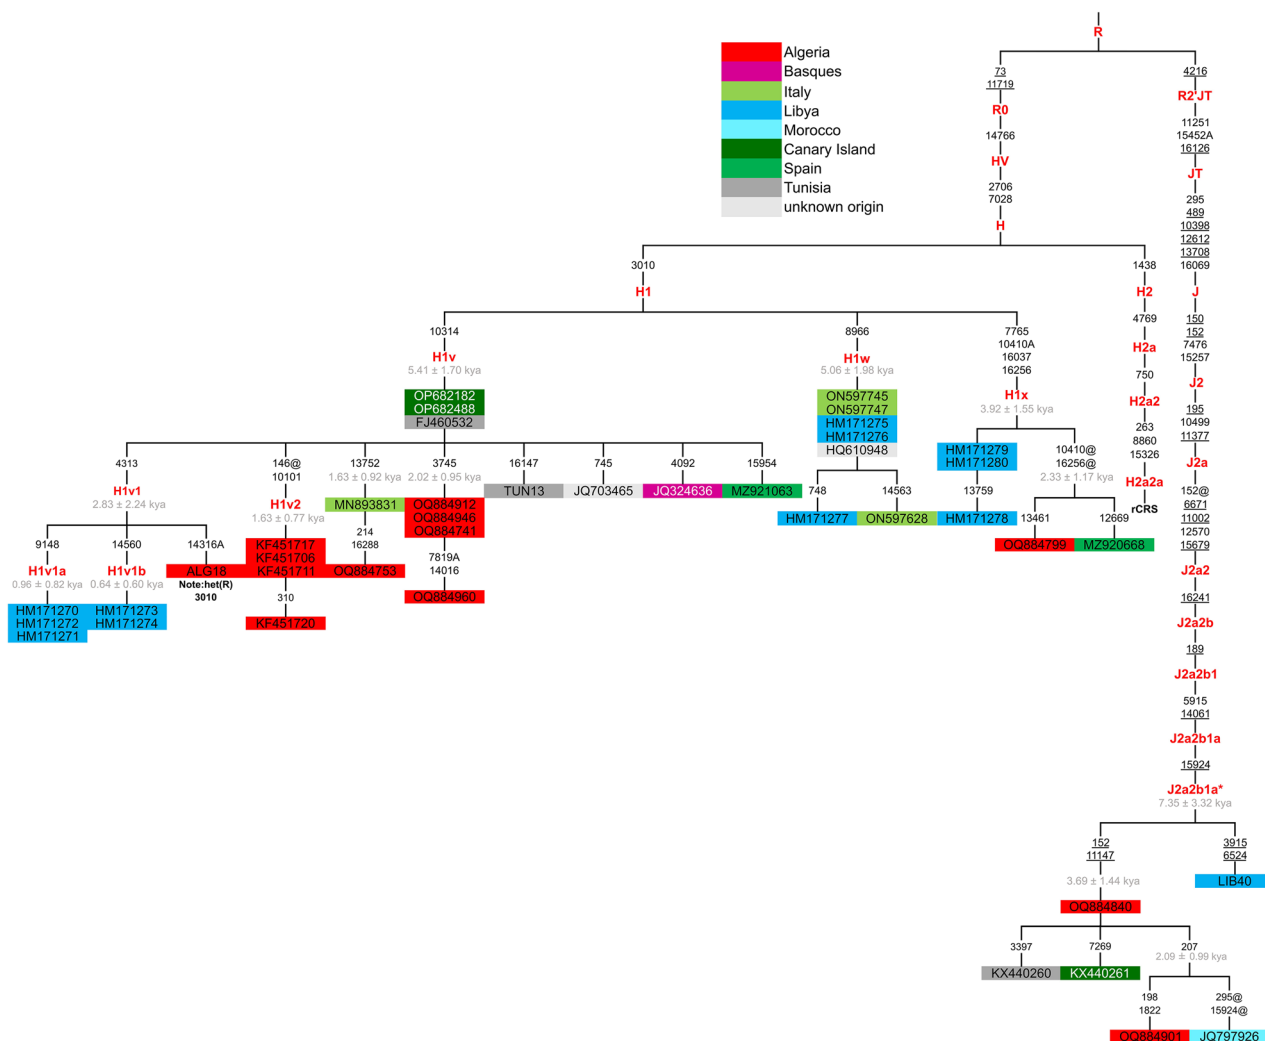 R
Algeria
Basques
Italy
Libya
Morocco
Canary Island
Spain
Tunisia
unknown origin
73
11719
R0
14766
HV
2706
7028
H
4216
R2'JT
11251
15452A
16126
JT
295
489
10398
12612
13708
16069
J
150
152
7476
15257
J2
195
10499
11377
J2a
152@
6671
11002
12570
15679
J2a2
16241
J2a2b
189
J2a2b1
5915
14061
J2a2b1a
15924
J2a2b1a*
7.35 ± 3.32 kya
3010
H1
1438
H2
4769
H2a
750
H2a2
263
8860
15326
H2a2a
rCRS
10314
H1v
5.41 ± 1.70 kya
OP682182
OP682488
FJ460532
8966
H1w
5.06 ± 1.98 kya
ON597745
ON597747
HM171275
HM171276
HQ610948
7765
10410A
16037
16256
H1x
3.92 ± 1.55 kya
4313
H1v1
2.83 ± 2.24 kya
9148
H1v1a
0.96 ± 0.82 kya
HM171270
HM171272
HM171271
14560
H1v1b
0.64 ± 0.60 kya
HM171273
HM171274
14316A
ALG18
Note:het(R)
3010
146@
10101
H1v2
1.63 ± 0.77 kya
KF451717
KF451706
KF451711
310
KF451720
13752
1.63 ± 0.92 kya
MN893831
214
16288
OQ884753
3745
2.02 ± 0.95 kya
OQ884912
OQ884946
OQ884741
7819A
14016
OQ884960
16147
TUN13
745
JQ703465
4092
JQ324636
15954
MZ921063
748
HM171277
14563
ON597628
HM171279
HM171280
13759
HM171278
10410@
16256@
2.33 ± 1.17 kya
13461
OQ884799
12669
MZ920668
152
11147
3.69 ± 1.44 kya
OQ884840
3915
6524
LIB40
3397
KX440260
7269
KX440261
207
2.09 ± 0.99 kya
198
1822
OQ884901
295@
15924@
JQ797926